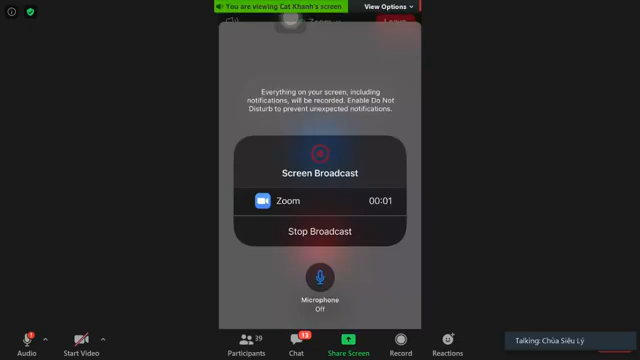 You are viewing Cat Khanh's screen
View Options
Zoom
Everything on your screen, including
notifications, will be recorded. Enable Do Not
Disturb to prevent unexpected notifications.
Screen Broadcast
Zoom
00:01
Stop Broadcast
Microphone
Off
Talking: Chùa Siêu Lý
39
13
Audio
Start Video
Participants
Chat
Share Screen
Record
Reactions